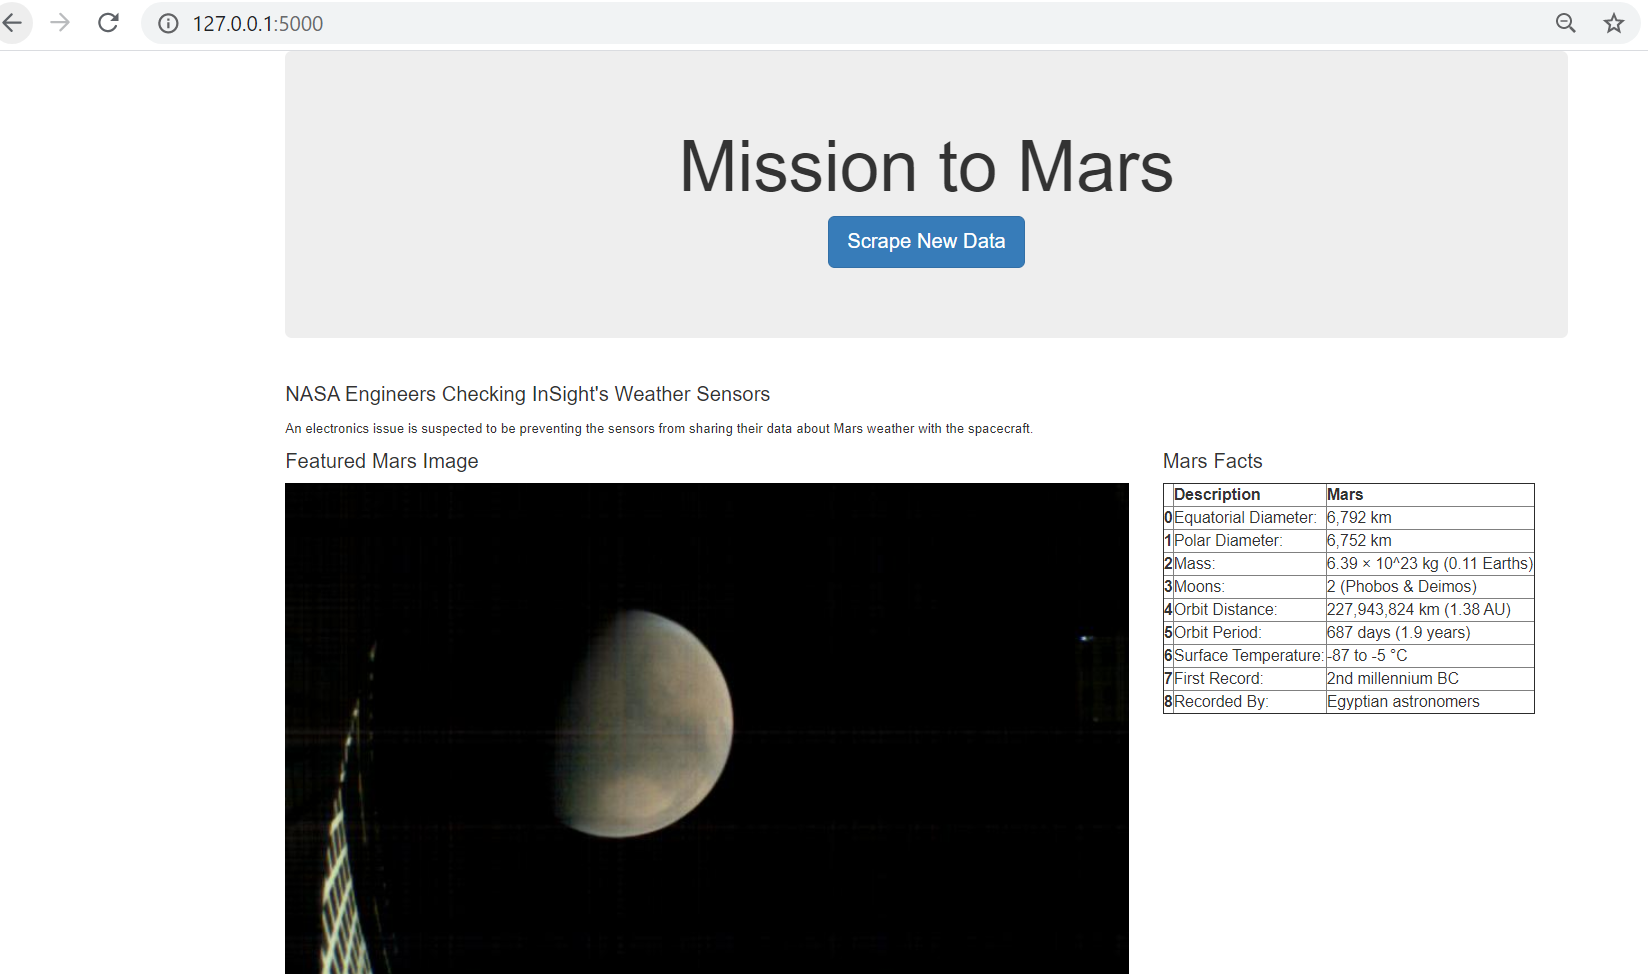 127.0.0.1:5000
Mission to Mars
Scrape New Data
NASA Engineers Checking InSight's Weather Sensors
An electronics issue is suspected to be preventing the sensors from sharing their data about Mars weather with the spacecraft.
Featured Mars Image
Mars Facts
Description Mars
0 Equatorial Diameter: 6,792 km
1 Polar Diameter: 6,752 km
2 Mass: 6.39 × 10^23 kg (0.11 Earths)
3 Moons: 2 (Phobos & Deimos)
4 Orbit Distance: 227,943,824 km (1.38 AU)
5 Orbit Period: 687 days (1.9 years)
6 Surface Temperature: -87 to -5 °C
7 First Record: 2nd millennium BC
8 Recorded By: Egyptian astronomers